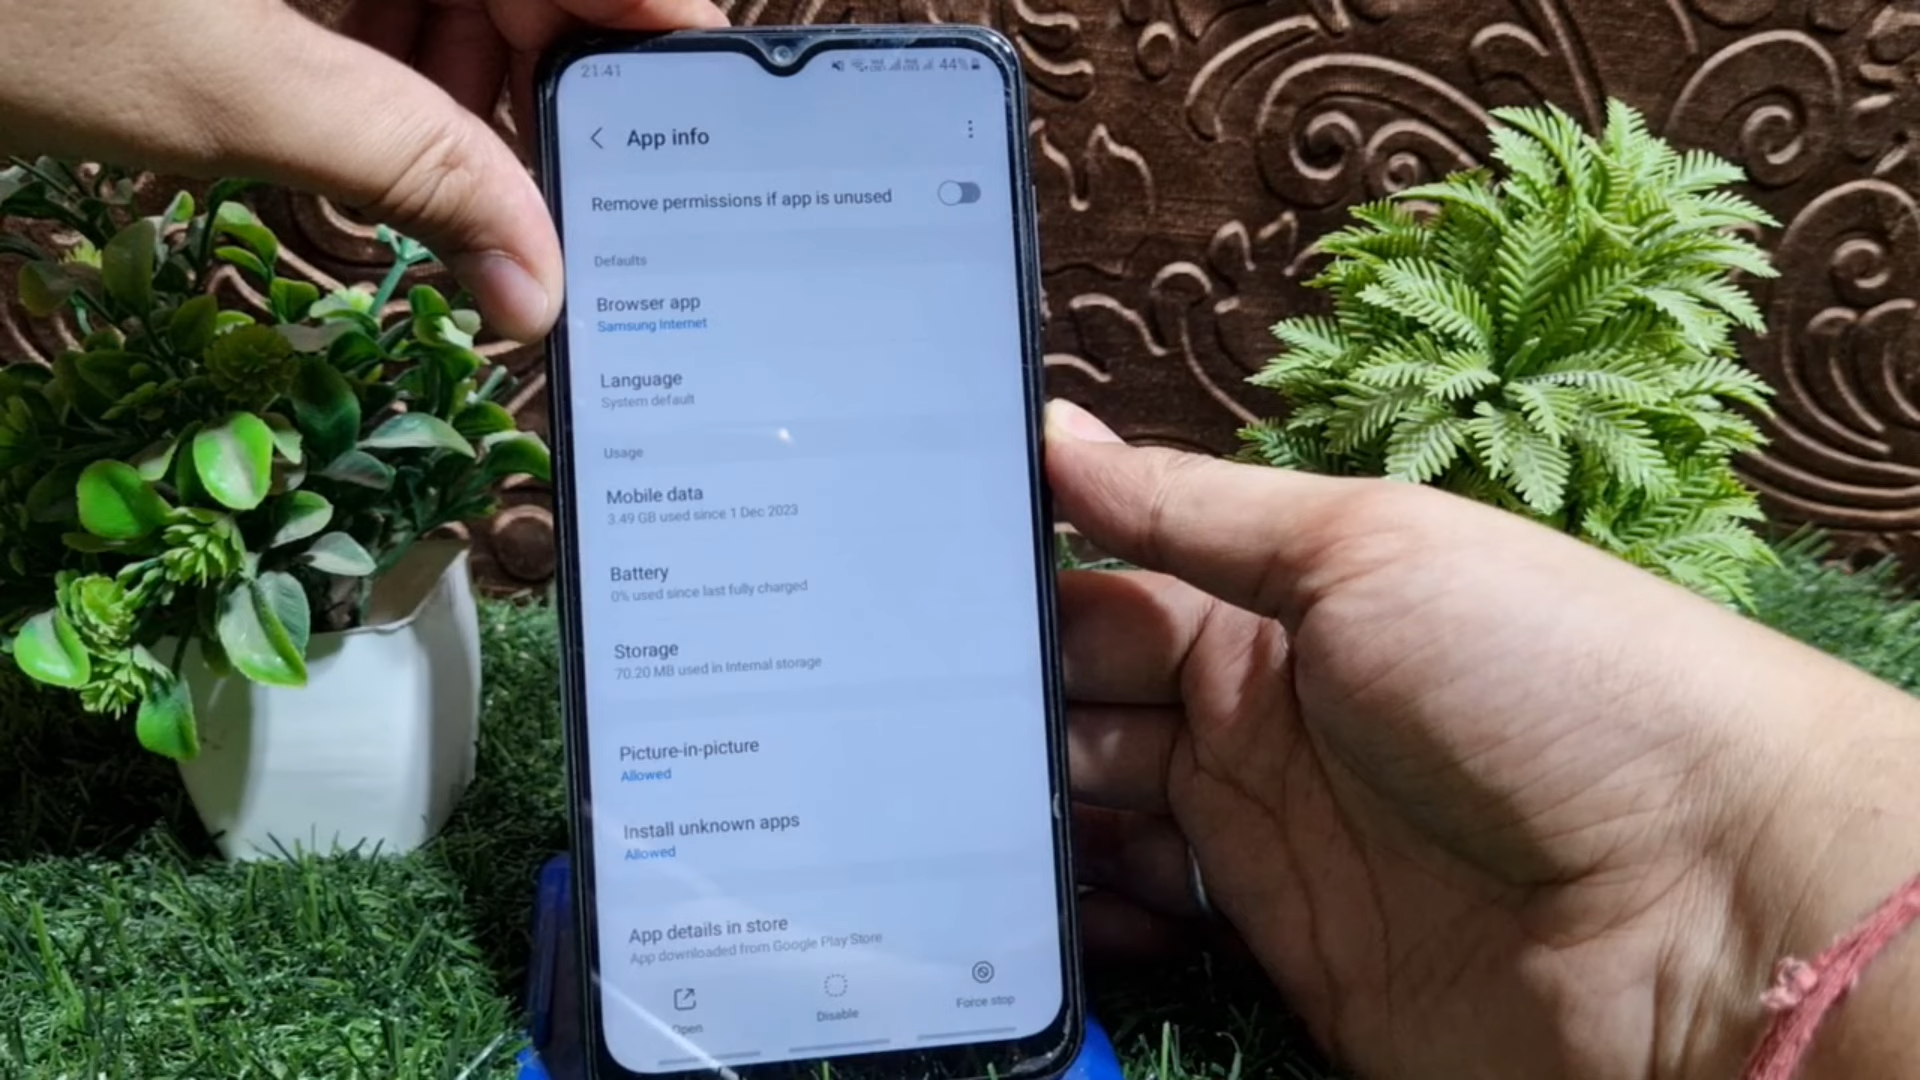 21:41
44%
App info
Remove permissions if app is unused
Defaults
Browser app
Samsung Internet
Language
System default
Usage
Mobile data
3.49 GB used since 1 Dec 2023
Battery
0% used since last fully charged
Storage
70.20 MB used in Internal storage
Picture-in-picture
Allowed
Install unknown apps
Allowed
App details in store
App downloaded from Google Play Store
Open
Disable
Force stop